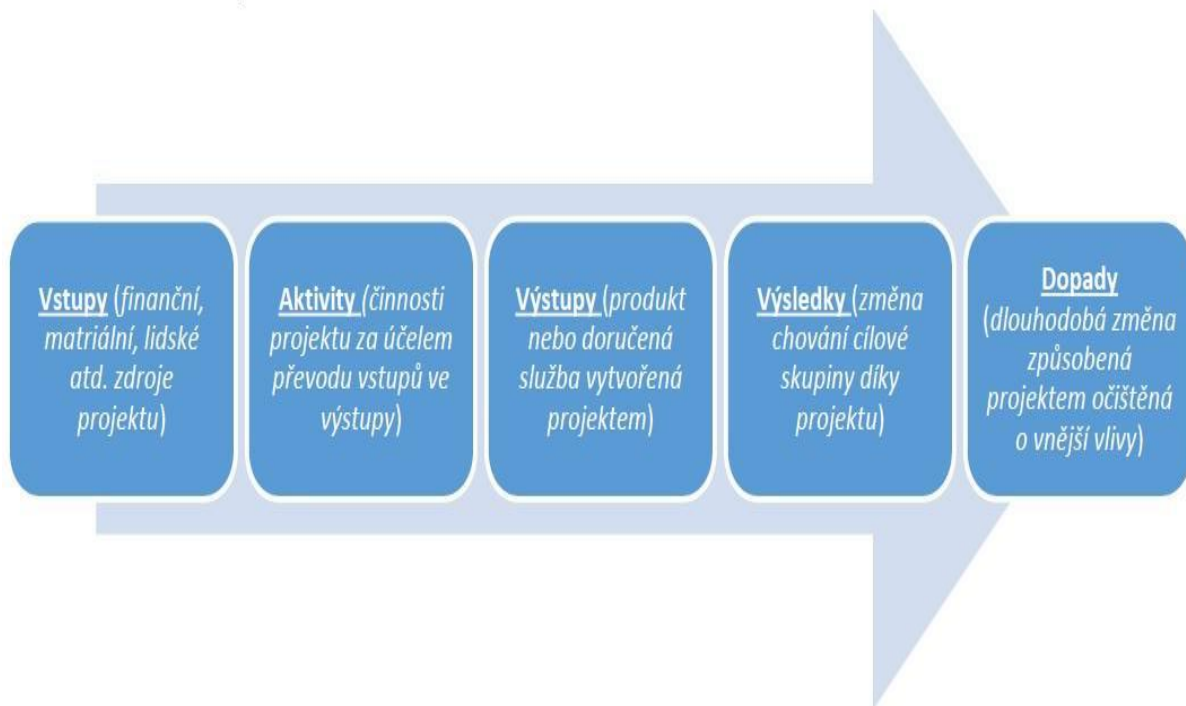 Vstupy (finanční,
matriální, lidské
atd. zdroje
projektu)
Aktivity (činnosti
projektu za účelem
převodu vstupů ve
výstupy)
Výstupy (produkt
nebo doručená
služba vytvořená
projektem)
Výsledky (změna
chování cílové
skupiny díky
projektu)
Dopady
(dlouhodobá změna
způsobená
projektem očištěná
o vnější vlivy)